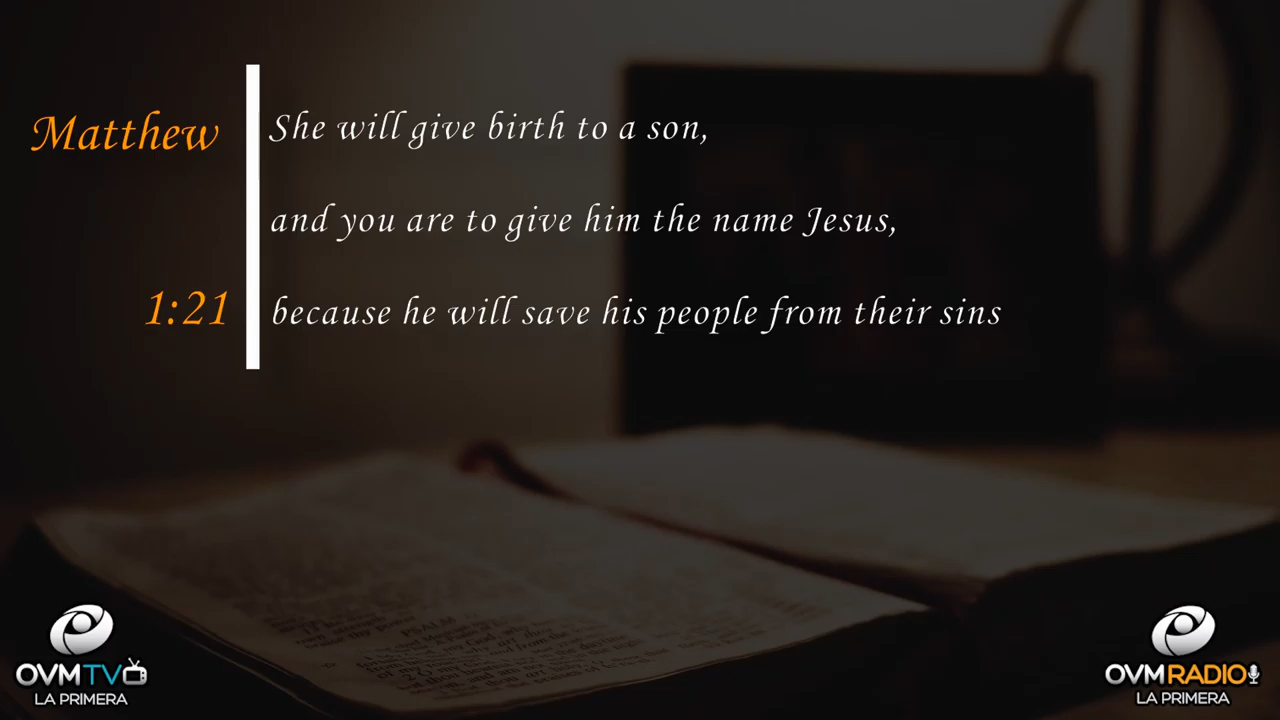 Matthew
1:21
She will give birth to a son,
and you are to give him the name Jesus,
because he will save his people from their sins
PSALM
OVMTV
LA PRIMERA
OVMRADIO
LA PRIMERA